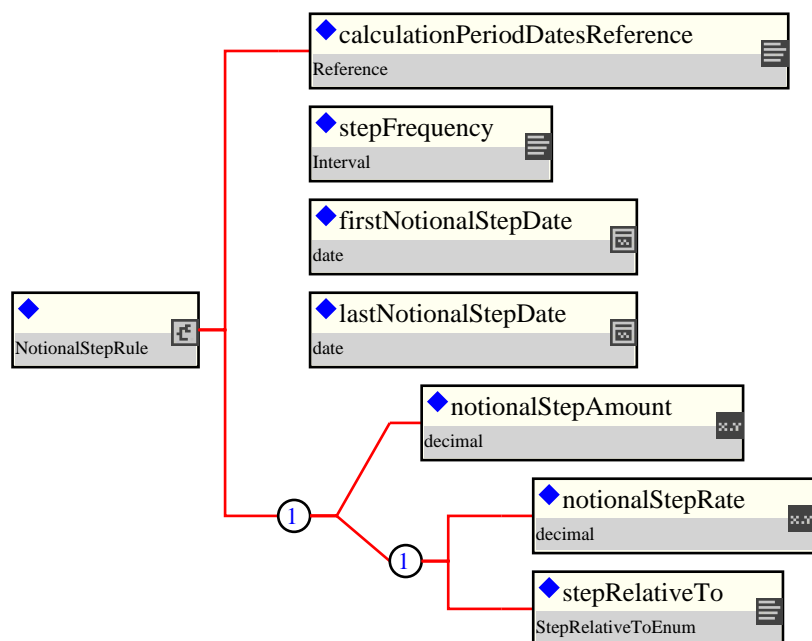 calculationPeriodDatesReference
Reference
stepFrequency
Interval
firstNotionalStepDate
date
NotionalStepRule
lastNotionalStepDate
date
notionalStepAmount
decimal
X.Y
1
notionalStepRate
decimal
X.Y
1
stepRelativeTo
StepRelativeToEnum